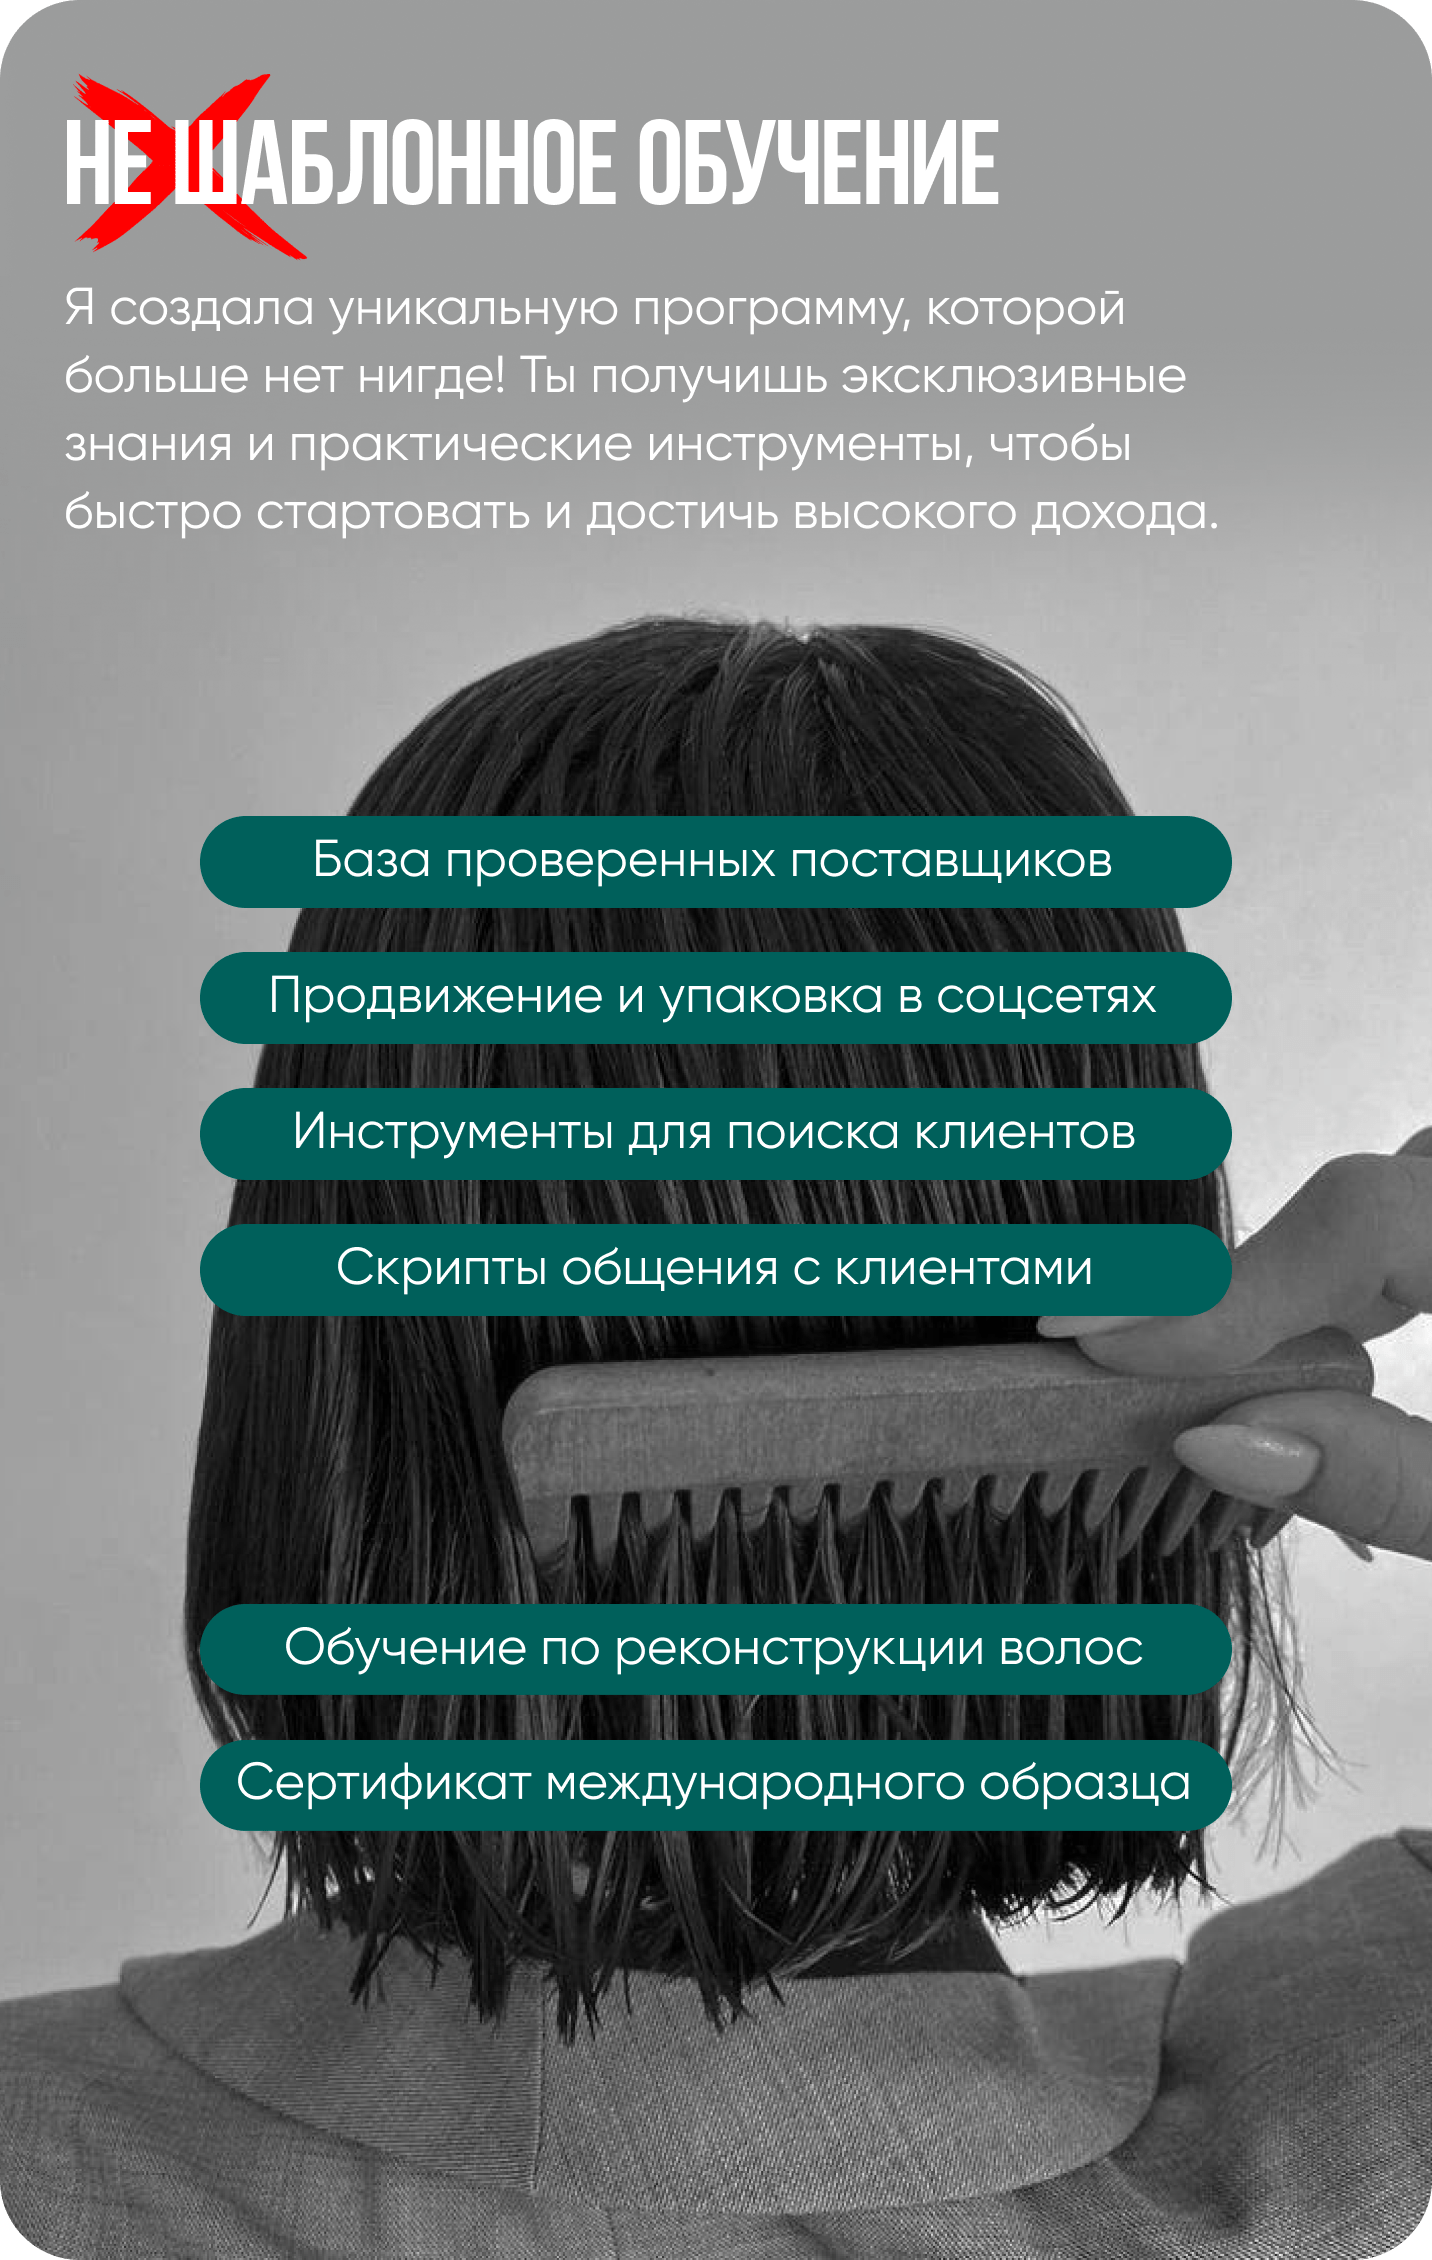 НЕ ШАБЛОННОЕ ОБУЧЕНИЕ
Я создала уникальную программу, которой
больше нет нигде! Ты получишь эксклюзивные
знания и практические инструменты, чтобы
быстро стартовать и достичь высокого дохода.
База проверенных поставщиков
Продвижение и упаковка в соцсетях
Инструменты для поиска клиентов
Скрипты общения с клиентами
Обучение по реконструкции волос
Сертификат международного образца